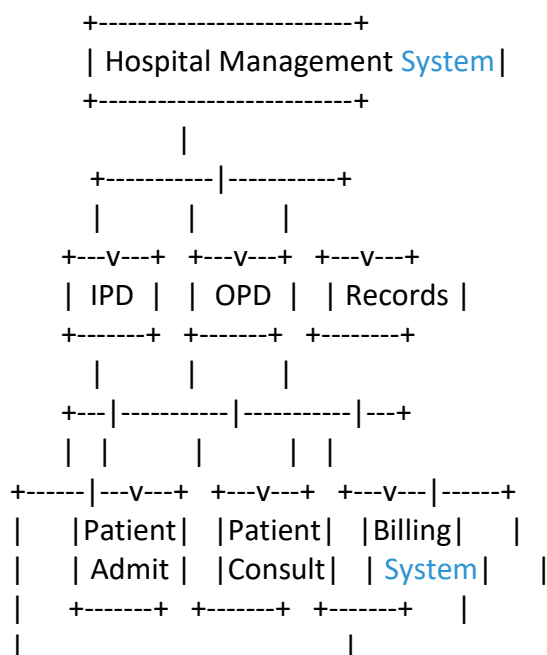 +--------------------------+
| Hospital Management System|
+--------------------------+
|
+-----------|-----------+
| | |
+---v---+ +---v---+ +---v---+
| IPD | | OPD | | Records |
+-------+ +-------+ +--------+
| | |
+---|-----------|-----------|---+
| | | | |
+------|---v---+ +---v---+ +---v---|------+
| |Patient| |Patient| |Billing| |
| | Admit | |Consult| | System| |
| +-------+ +-------+ +-------+ |
| |